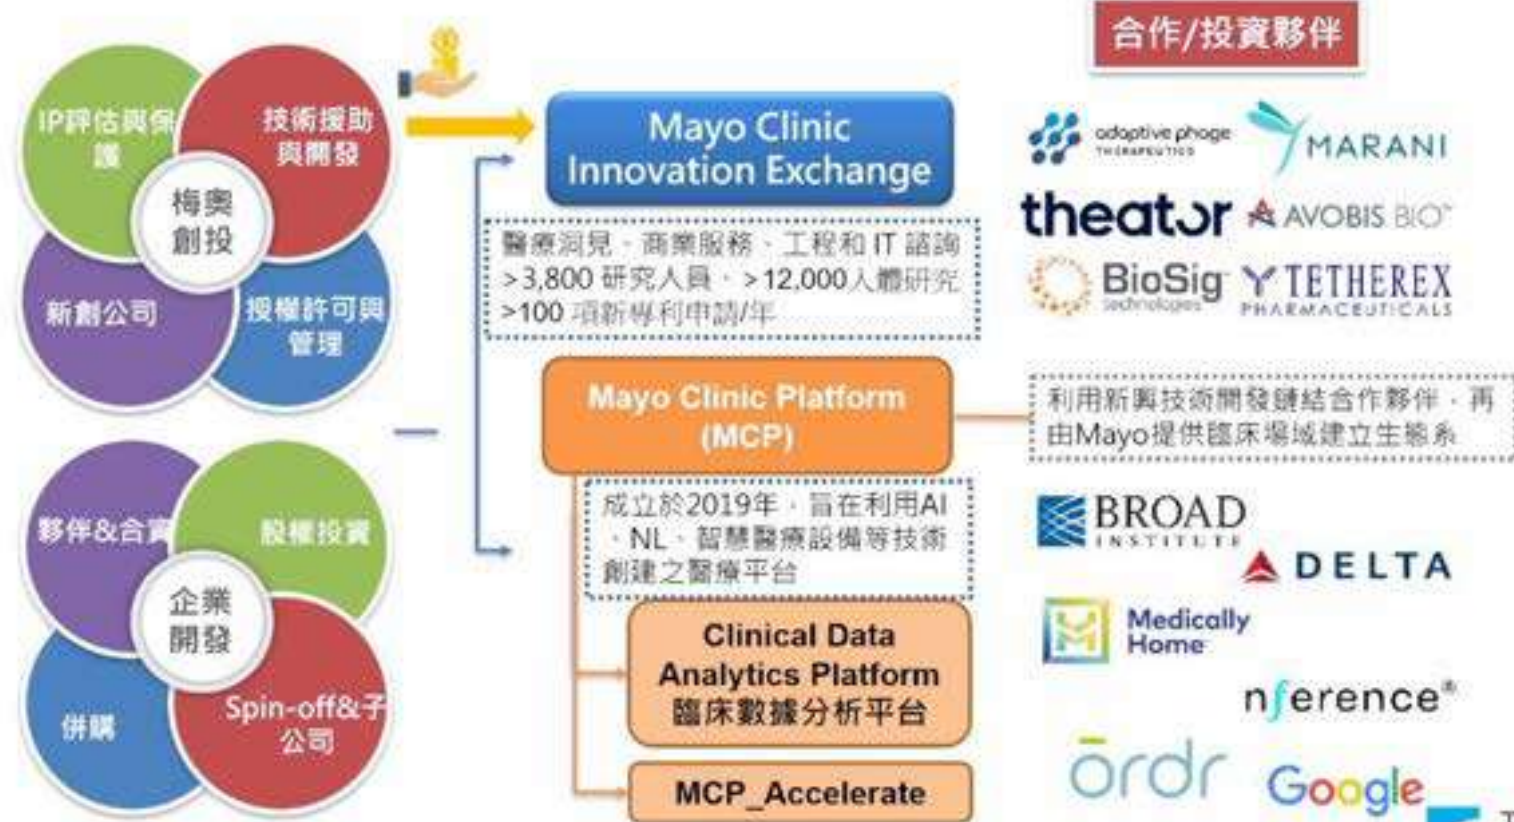 合作/投資夥伴
IP評估與保
護
技術援助
與開發
梅奧
創投
新創公司
授權許可與
管理
Mayo Clinic
Innovation Exchange
醫療洞見、商業服務、工程和 IT 諮詢
>3,800 研究人員、>12,000人體研究
>100 項新專利申請/年
adaptive phage
THERAPEUTICS
MARANI
theator
AVOBIS BIO™
BioSig
technologies
TETHEREX
PHARMACEUTICALS
Mayo Clinic Platform
(MCP)
利用新興技術開發鏈結合作夥伴，再
由Mayo提供臨床場域建立生態系
夥伴&合資
股權投資
企業
開發
併購
Spin-off&子
公司
成立於2019年，旨在利用AI
、NL、智慧醫療設備等技術
創建之醫療平台
Clinical Data
Analytics Platform
臨床數據分析平台
MCP_Accelerate
BROAD
INSTITUTE
DELTA
Medically
Home
nference®
ordr
Google